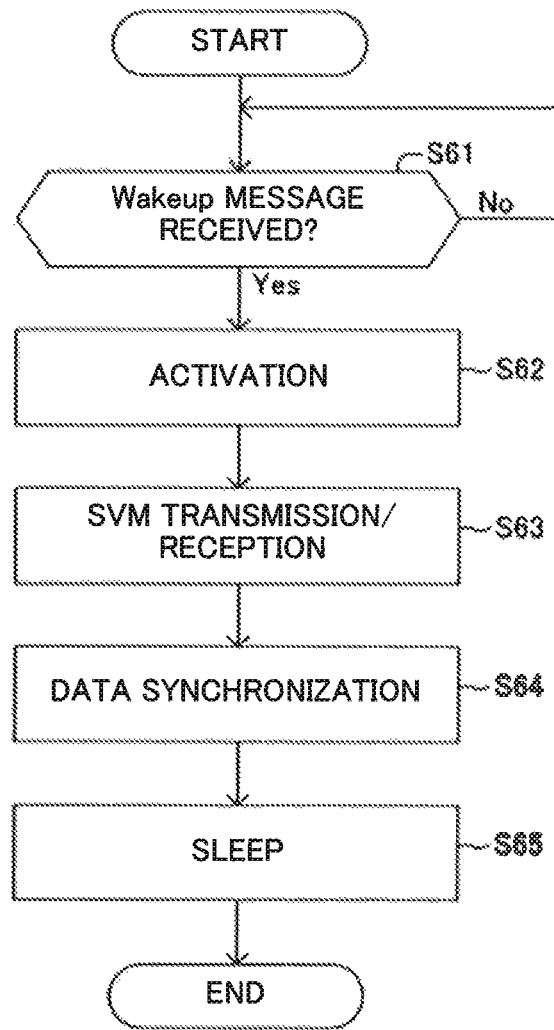 START
S61
Wakeup MESSAGE
RECEIVED?
No
Yes
ACTIVATION
S62
SVM TRANSMISSION/
RECEPTION
S63
DATA SYNCHRONIZATION
S64
SLEEP
S65
END